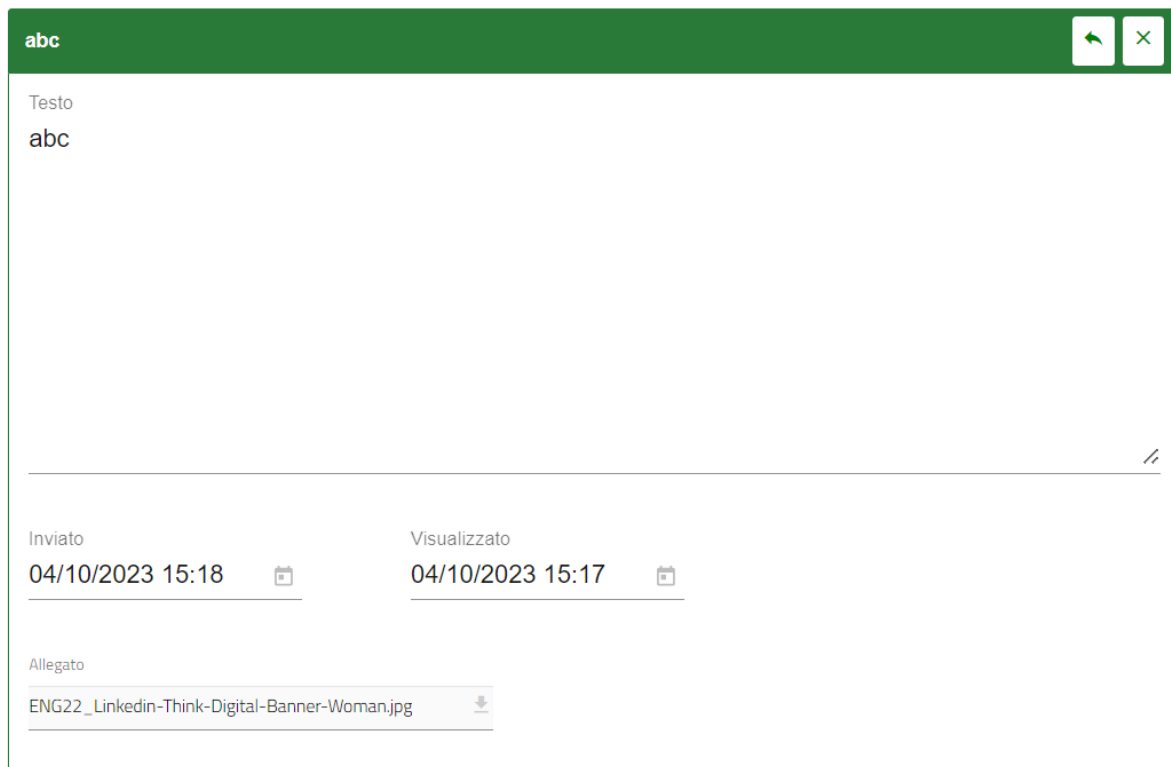 abc
Testo
abc
Inviato
Visualizzato
04/10/2023 15:18
04/10/2023 15:17
Allegato
ENG22_Linkedin-Think-Digital-Banner-Woman.jpg